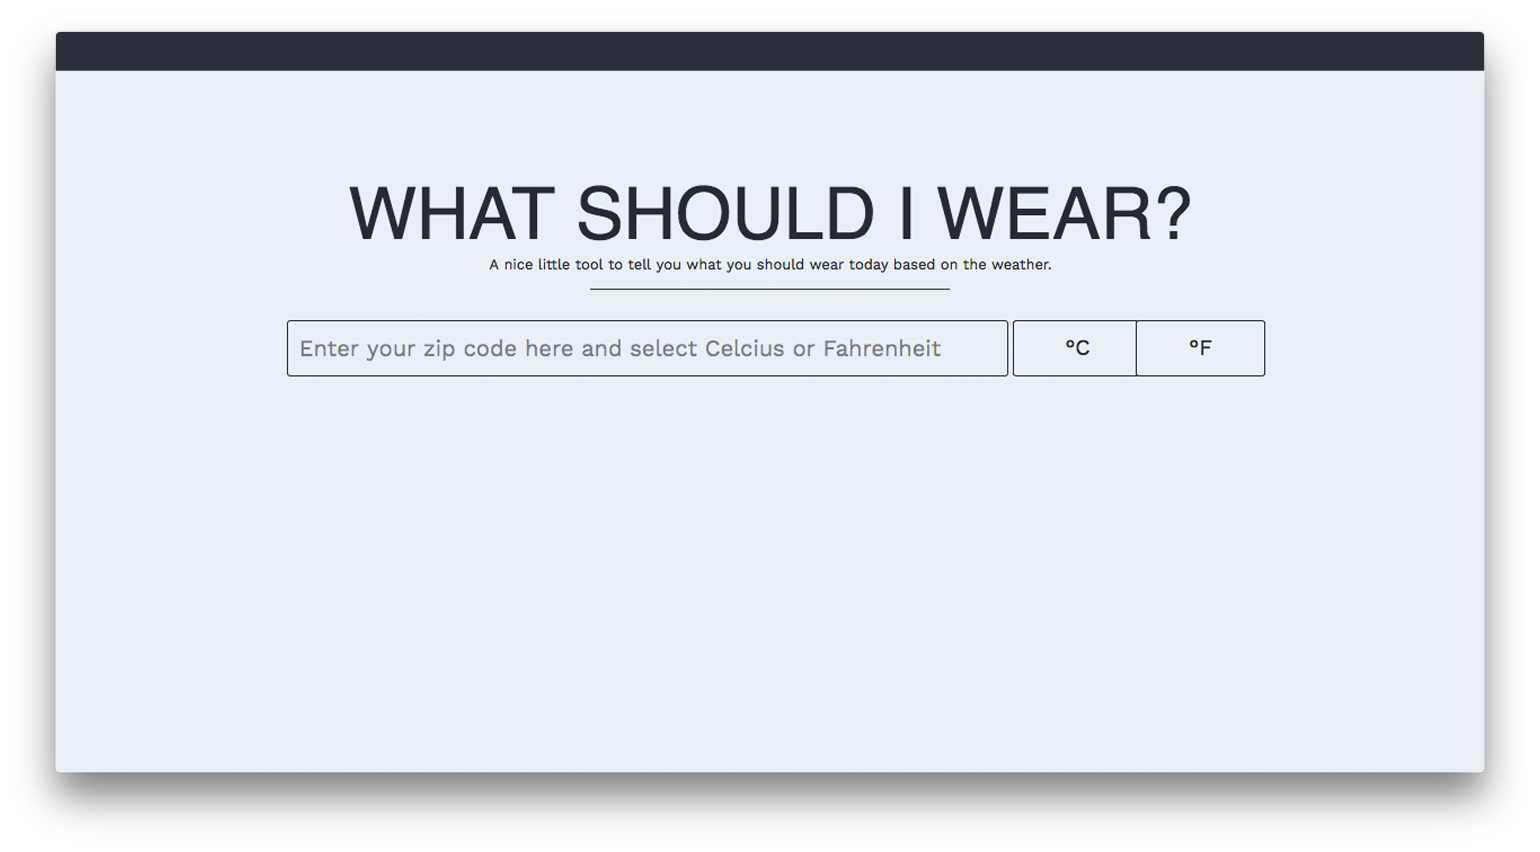 WHAT SHOULD I WEAR?
A nice little tool to tell you what you should wear today based on the weather.
Enter your zip code here and select Celcius or Fahrenheit
°C
°F